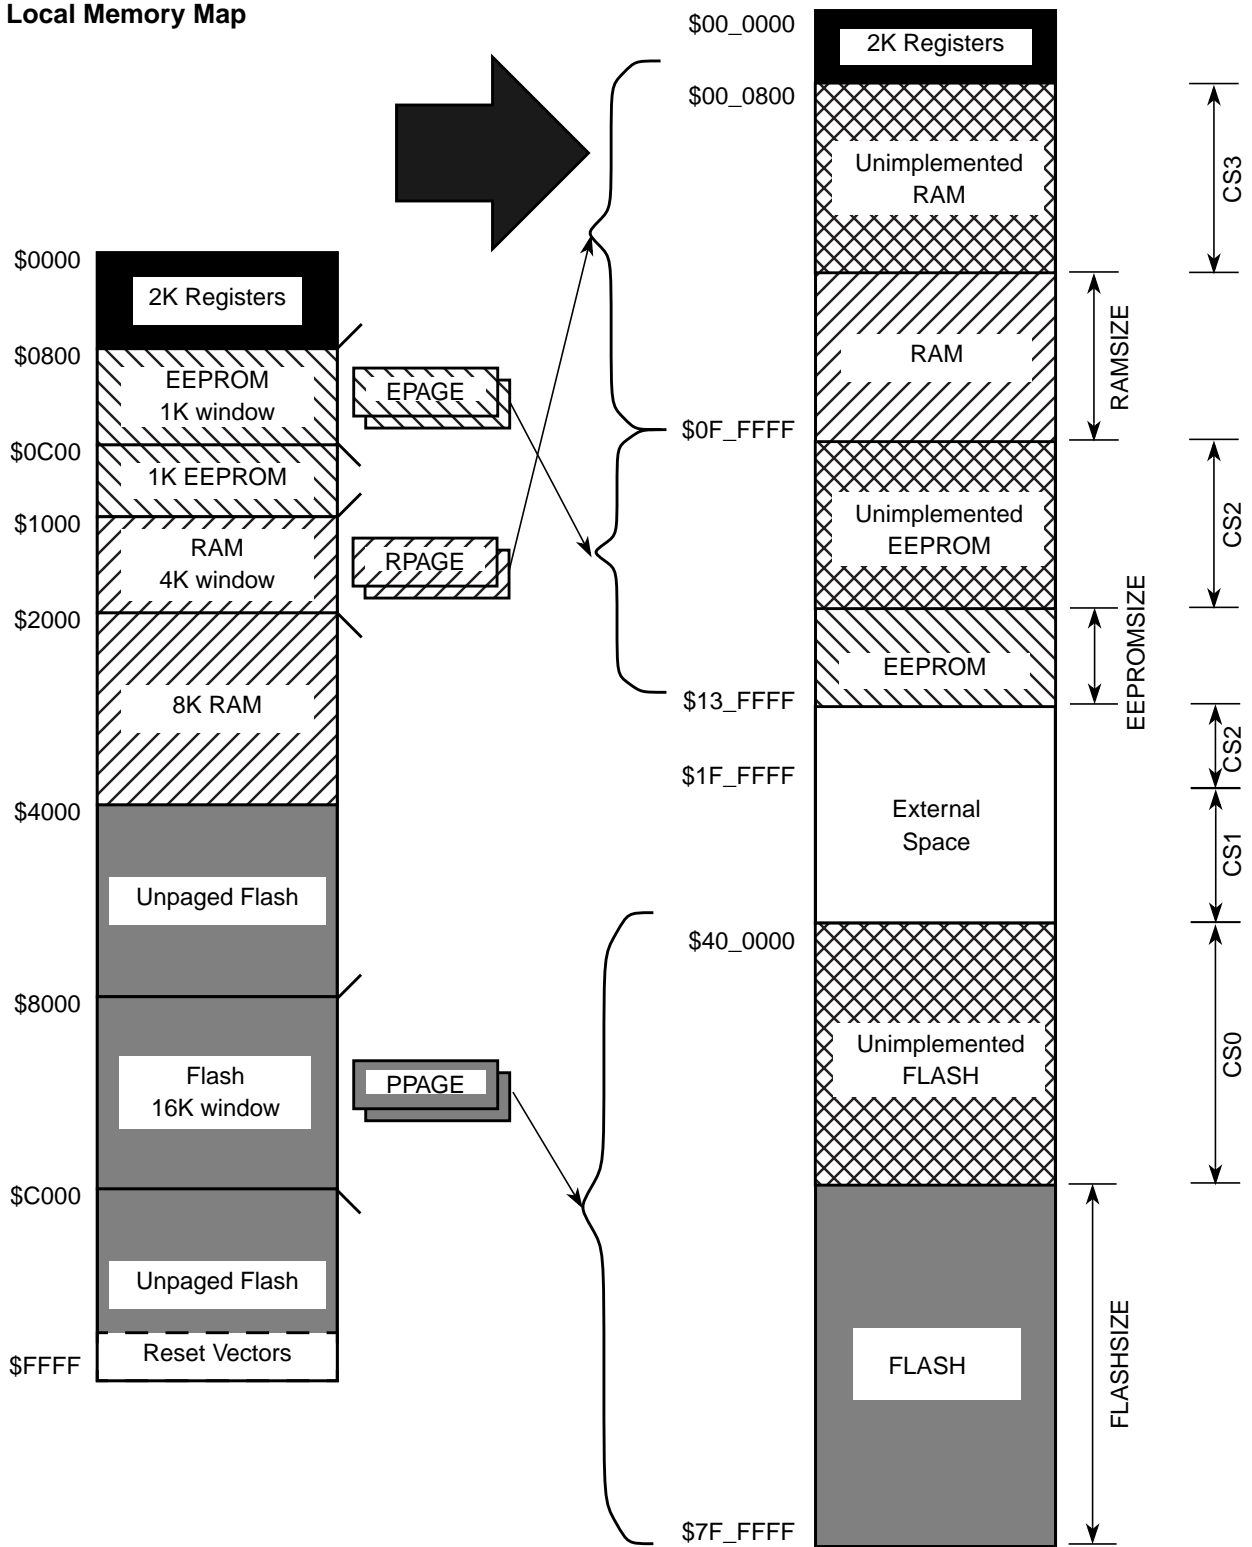 Local Memory Map
$0000
2K Registers
$0800
EEPROM
1K window
$0C00
1K EEPROM
$1000
RAM
4K window
$2000
8K RAM
$4000
Unpaged Flash
$8000
Flash
16K window
$C000
Unpaged Flash
Reset Vectors
$FFFF
EPAGE
RPAGE
PPAGE
$00_0000
2K Registers
$00_0800
Unimplemented
RAM
CS3
RAM
RAMSIZE
$0F_FFFF
Unimplemented
EEPROM
CS2
EEPROM
EEPROMSIZE
$13_FFFF
CS2
$1F_FFFF
External
Space
CS1
$40_0000
Unimplemented
FLASH
CS0
FLASH
FLASHSIZE
$7F_FFFF